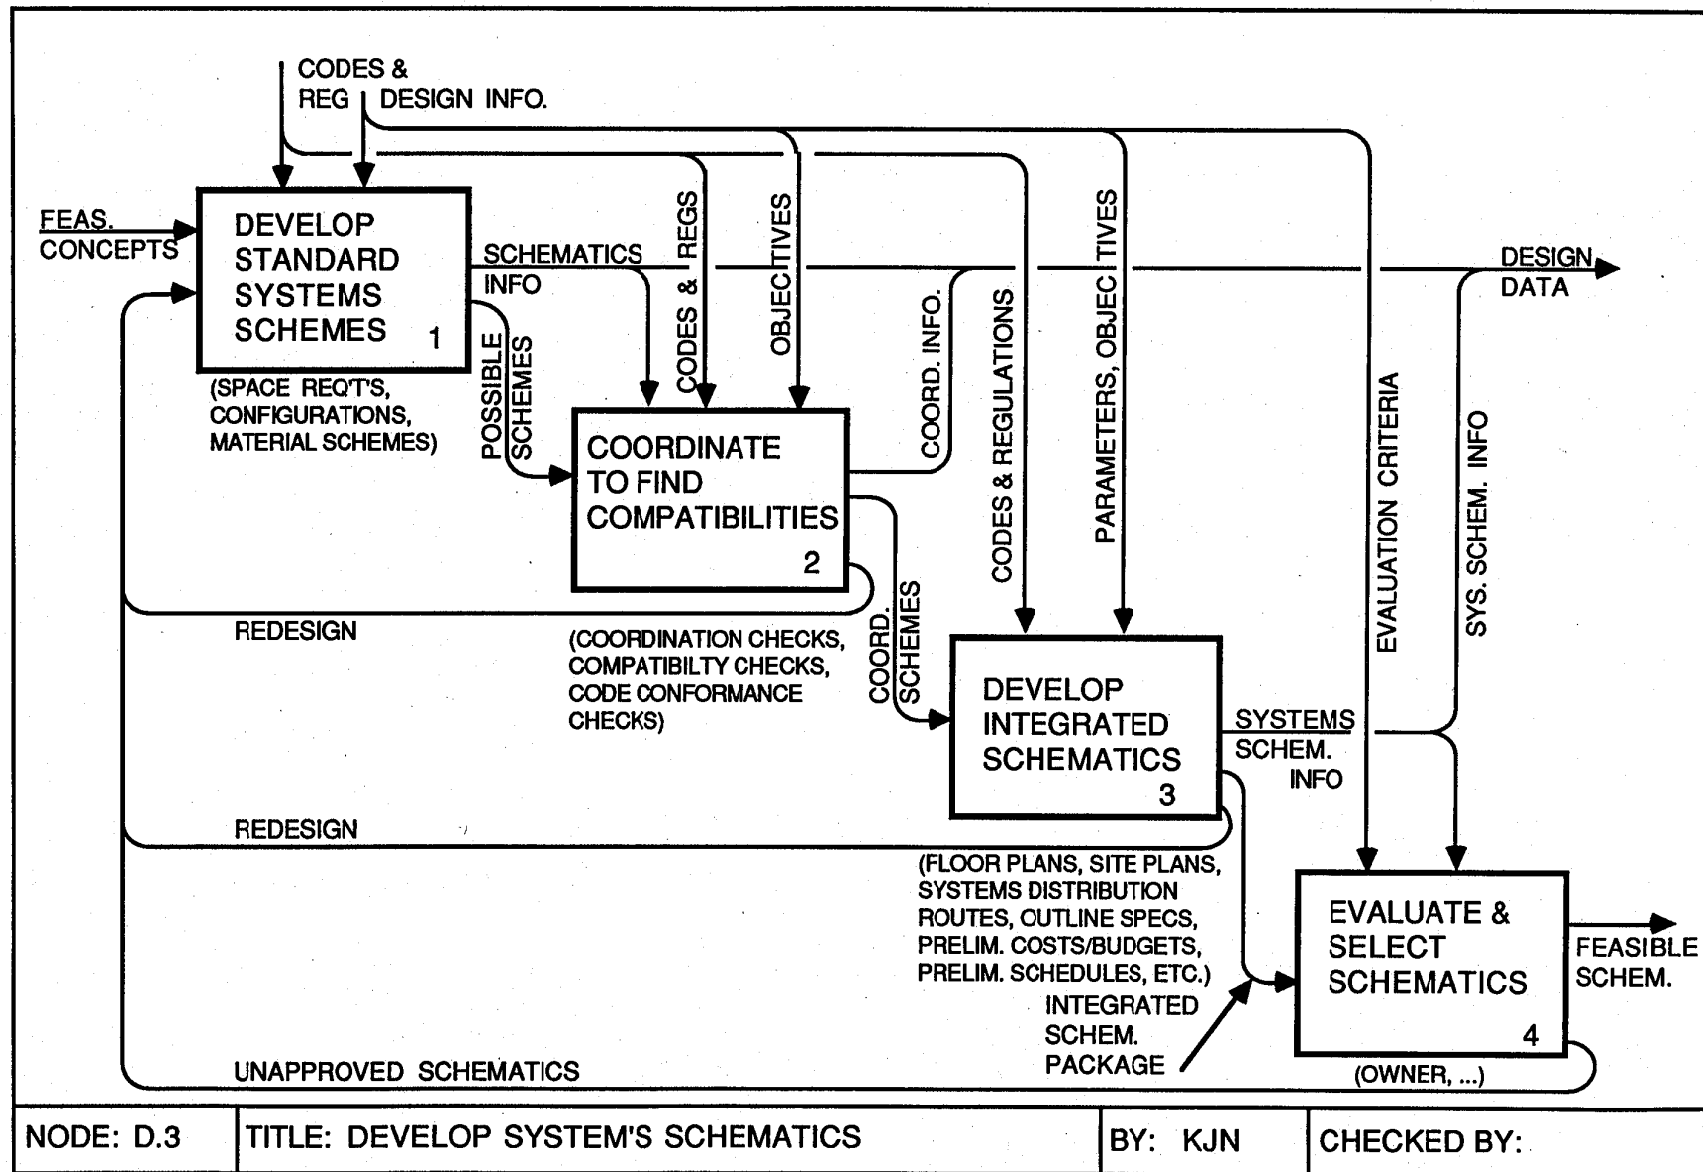 CODES &
REG DESIGN INFO.
FEAS.
CONCEPTS
DEVELOP
STANDARD
SYSTEMS
SCHEMES 1
(SPACE REQ'T'S,
CONFIGURATIONS,
MATERIAL SCHEMES)
SCHEMATICS
INFO
POSSIBLE
SCHEMES
CODES & REGS
OBJECTIVES
COORD. INFO.
CODES & REGULATIONS
PARAMETERS, OBJECTIVES
EVALUATION CRITERIA
SYS. SCHEM. INFO
DESIGN
DATA
COORDINATE
TO FIND
COMPATIBILITIES
2
REDESIGN
(COORDINATION CHECKS,
COMPATIBILTY CHECKS,
CODE CONFORMANCE
CHECKS)
COORD.
SCHEMES
DEVELOP
INTEGRATED
SCHEMATICS
3
SYSTEMS
SCHEM.
INFO
REDESIGN
(FLOOR PLANS, SITE PLANS,
SYSTEMS DISTRIBUTION
ROUTES, OUTLINE SPECS,
PRELIM. COSTS/BUDGETS,
PRELIM. SCHEDULES, ETC.)
INTEGRATED
SCHEM.
PACKAGE
EVALUATE &
SELECT
SCHEMATICS
4
FEASIBLE
SCHEM.
(OWNER, ...)
UNAPPROVED SCHEMATICS
NODE: D.3
TITLE: DEVELOP SYSTEM'S SCHEMATICS
BY: KJN
CHECKED BY: